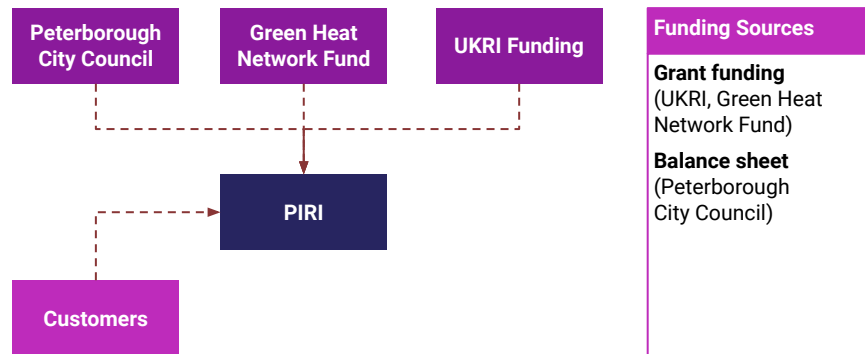 Peterborough
City Council
Green Heat
Network Fund
UKRI Funding
PIRI
Customers
Funding Sources
Grant funding
(UKRI, Green Heat
Network Fund)
Balance sheet
(Peterborough
City Council)